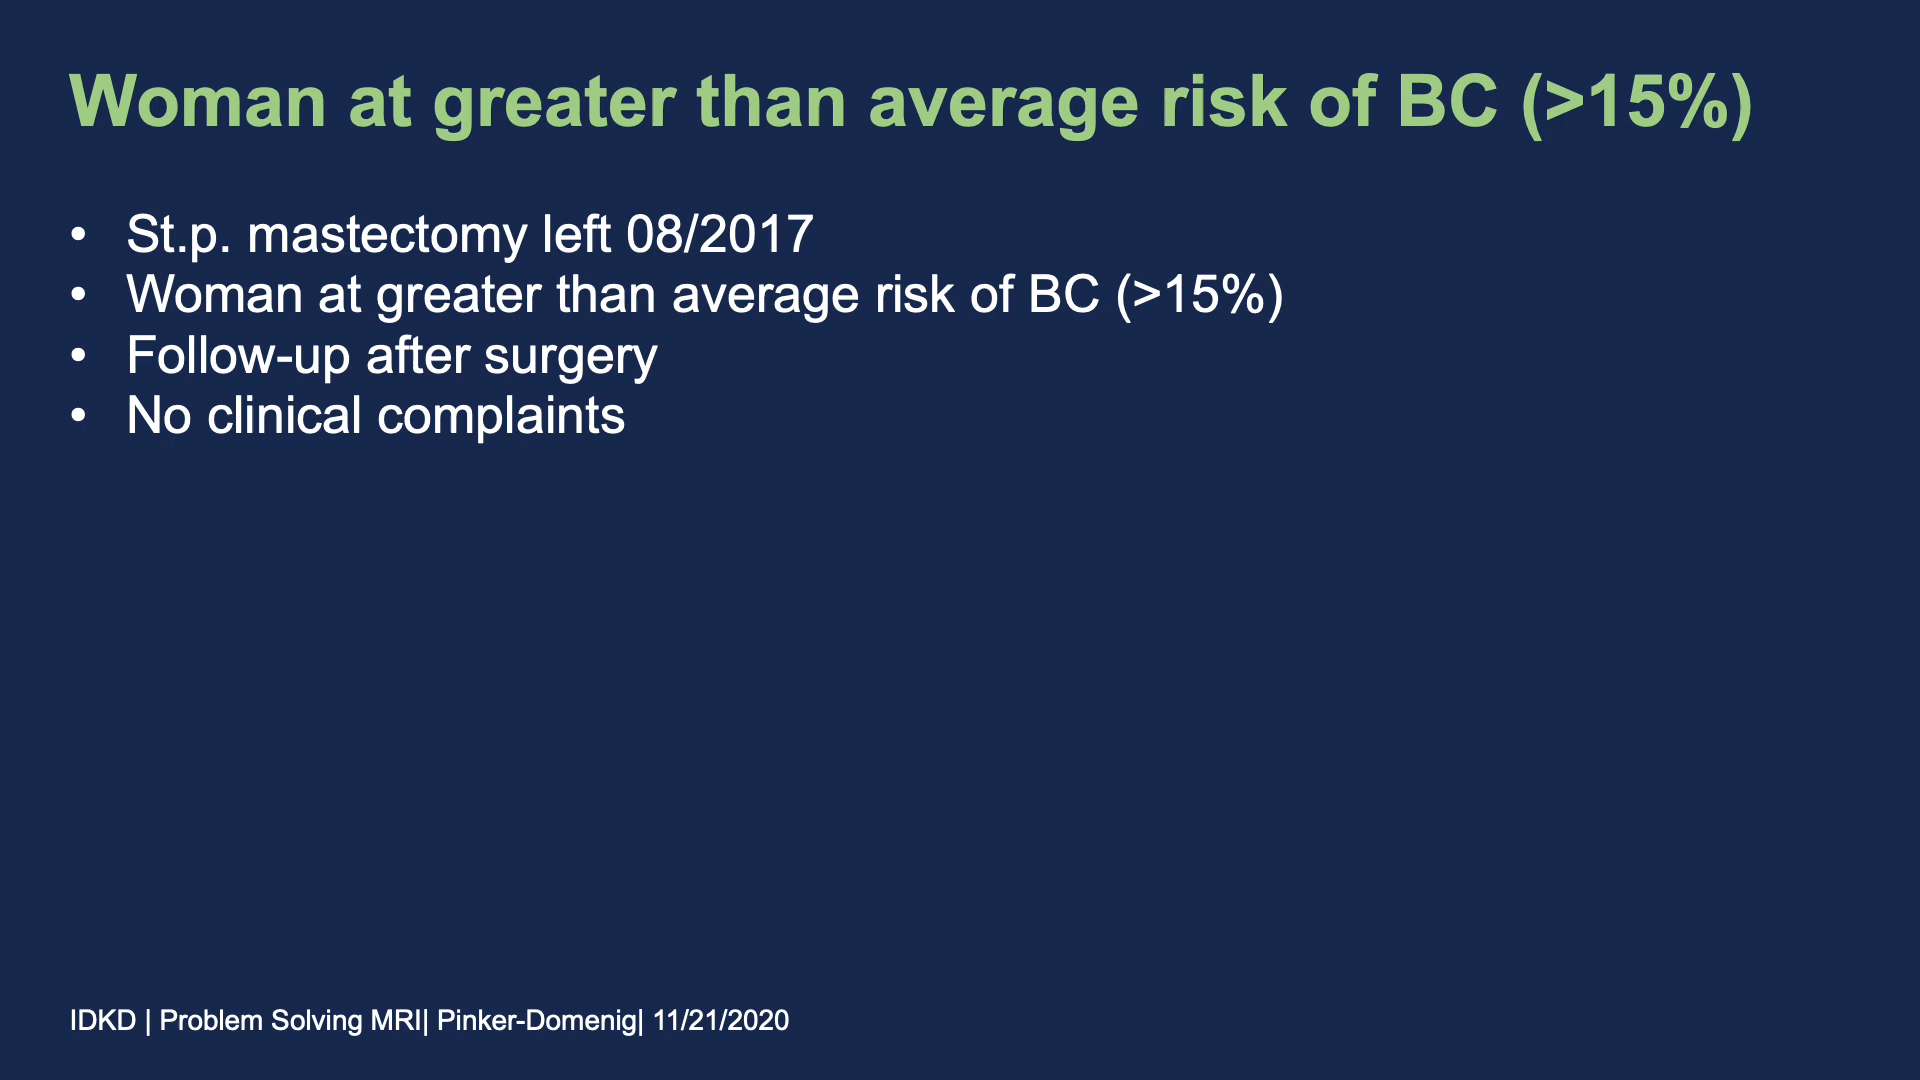 Woman at greater than average risk of BC (>15%)
• St.p. mastectomy left 08/2017
• Woman at greater than average risk of BC (>15%)
• Follow-up after surgery
• No clinical complaints
IDKD | Problem Solving MRI| Pinker-Domenig| 11/21/2020